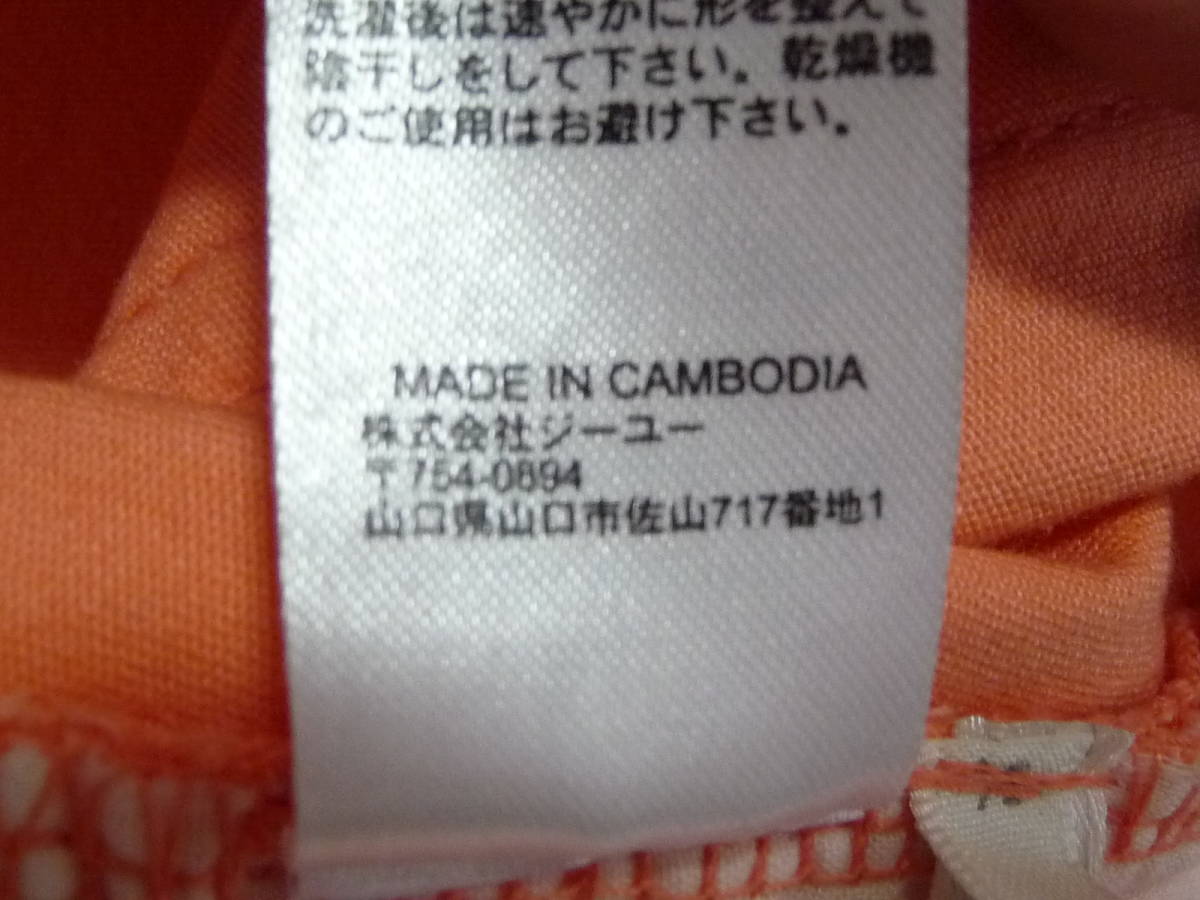 洗濯後は速やかに形を整えて
陰干しをして下さい。乾燥機
のご使用はお避け下さい。
MADE IN CAMBODIA
株式会社ジーユー
〒754-0894
山口県山口市佐山717番地1